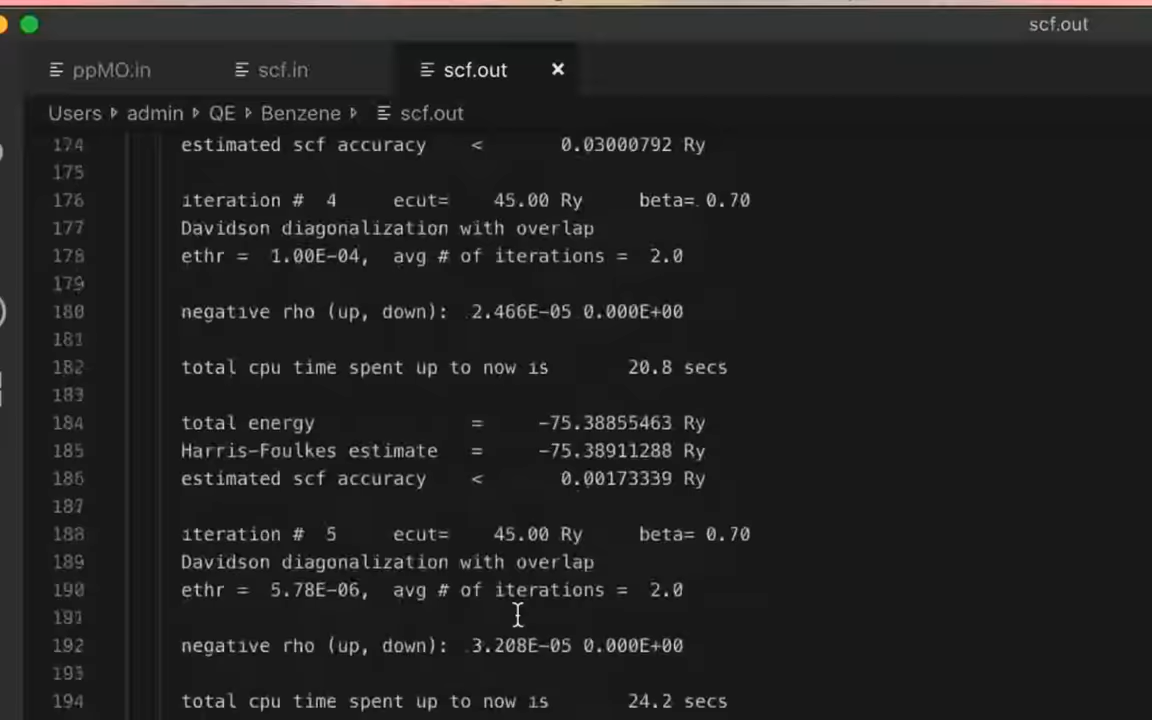 scf.out
ppMO.in scf.in scf.out ×
Users admin QE Benzene scf.out
174 estimated scf accuracy < 0.03000792 Ry
175
176 iteration # 4 ecut= 45.00 Ry beta= 0.70
177 Davidson diagonalization with overlap
178 ethr = 1.00E-04, avg # of iterations = 2.0
179
180 negative rho (up, down): 2.466E-05 0.000E+00
181
182 total cpu time spent up to now is 20.8 secs
183
184 total energy = -75.38855463 Ry
185 Harris-Foulkes estimate = -75.38911288 Ry
186 estimated scf accuracy < 0.00173339 Ry
187
188 iteration # 5 ecut= 45.00 Ry beta= 0.70
189 Davidson diagonalization with overlap
190 ethr = 5.78E-06, avg # of iterations = 2.0
191
192 negative rho (up, down): 3.208E-05 0.000E+00
193
194 total cpu time spent up to now is 24.2 secs